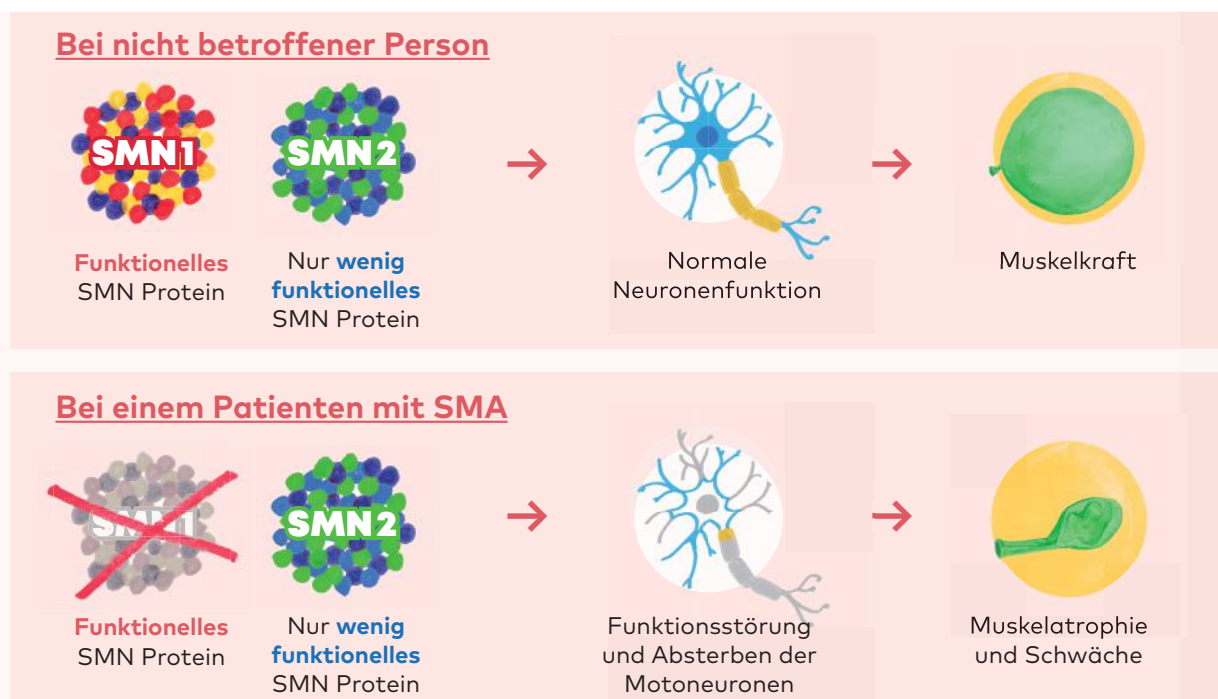 Bei nicht betroffener Person
SMN1
SMN2
Funktionelles
SMN Protein
Nur wenig
funktionelles
SMN Protein
Normale
Neuronenfunktion
Muskelkraft
Bei einem Patienten mit SMA
SMN1
SMN2
Funktionelles
SMN Protein
Nur wenig
funktionelles
SMN Protein
Funktionsstörung
und Absterben der
Motoneuronen
Muskelatrophie
und Schwäche